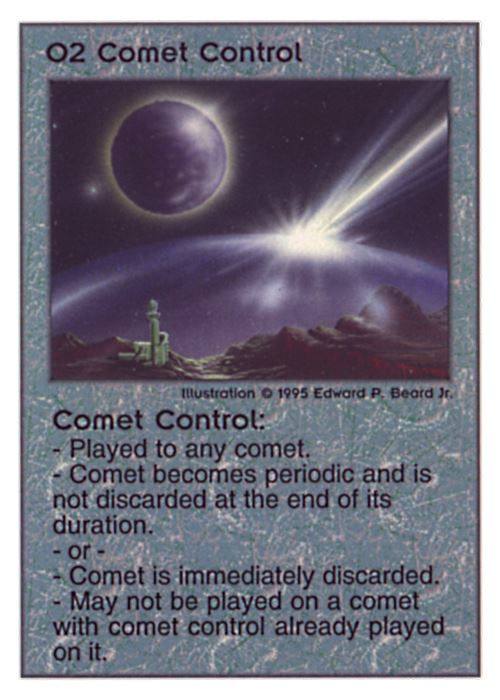 O2 Comet Control
Illustration © 1995 Edward P. Beard Jr.
Comet Control:
- Played to any comet.
- Comet becomes periodic and is
not discarded at the end of its
duration.
- or -
- Comet is immediately discarded.
- May not be played on a comet
with comet control already played
on it.